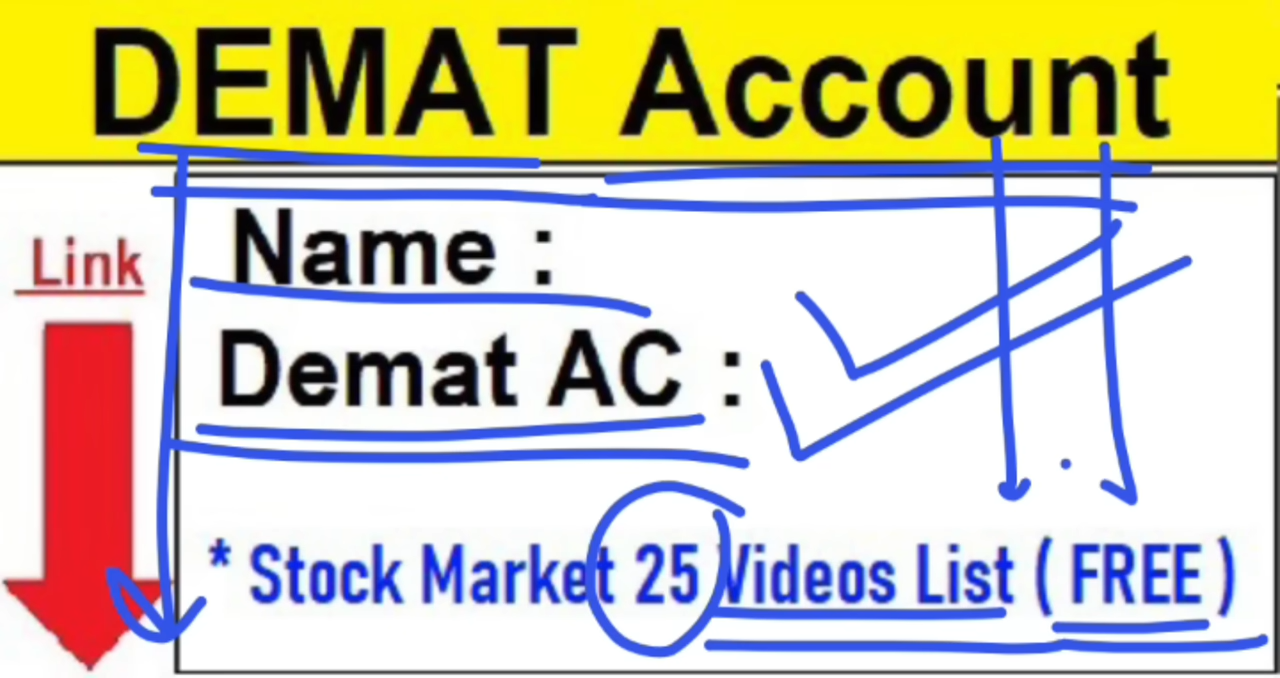 DEMAT Account
Link
Name :
Demat AC :
* Stock Market 25 Videos List ( FREE )